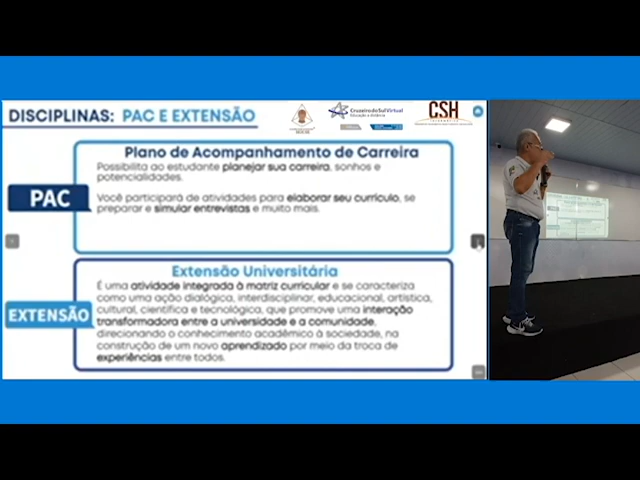 DISCIPLINAS: PAC E EXTENSÃO
Cruzeiro do Sul Virtual
Educação a distância
CSH
Plano de Acompanhamento de Carreira
Possibilita ao estudante planejar sua carreira, sonhos e
potencialidades.
PAC
Você participará de atividades para elaborar seu currículo, se
preparar e simular entrevistas e muito mais.
Extensão Universitária
É uma atividade integrada à matriz curricular e se caracteriza
como uma ação dialógica, interdisciplinar, educacional, artística,
cultural, científica e tecnológica, que promove uma interação
EXTENSÃO
transformadora entre a universidade e a comunidade,
direcionando o conhecimento acadêmico à sociedade, na
construção de um novo aprendizado por meio da troca de
experiências entre todos.